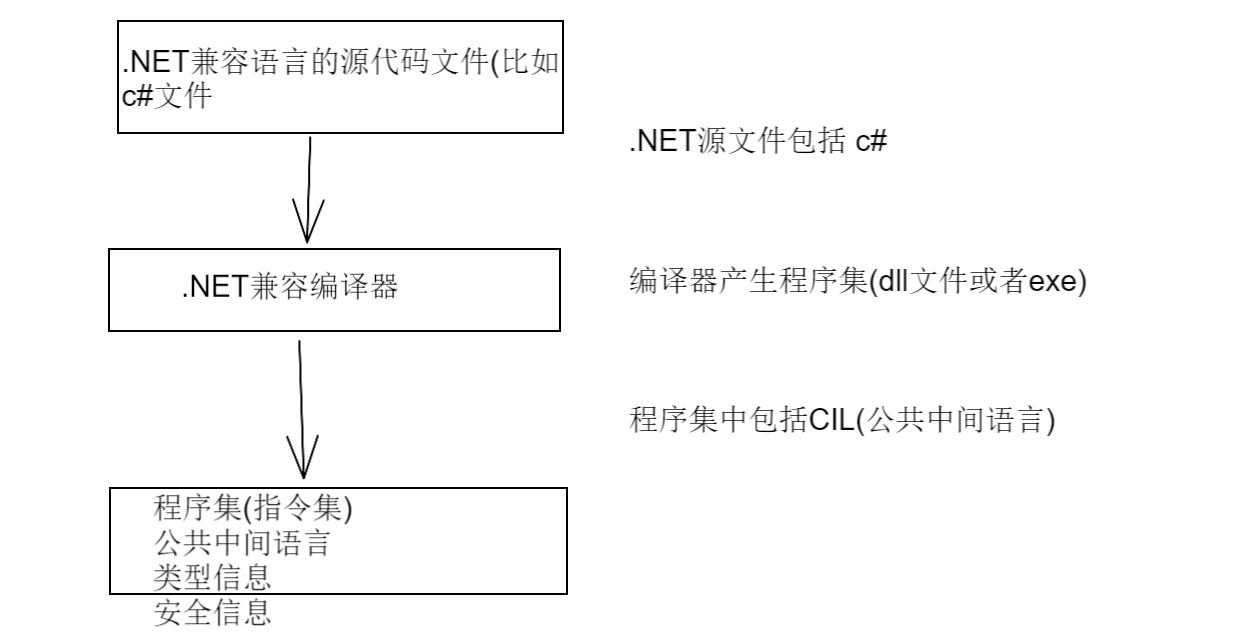 .NET兼容语言的源代码文件(比如
c#文件
.NET源文件包括 c#
.NET兼容编译器
编译器产生程序集(dll文件或者exe)
程序集中包括CIL(公共中间语言)
程序集(指令集)
公共中间语言
类型信息
安全信息